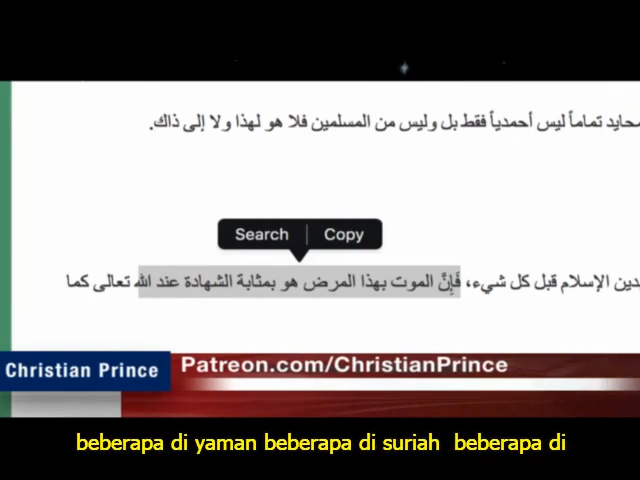 محايد تماماً ليس أحمدياً فقط بل وليس من المسلمين فلا هو لهذا ولا إلى ذاك.
Search Copy
بدين الإسلام قبل كل شيء، فَإِنَّ الموت بهذا المرض هو بمثابة الشهادة عند الله تعالى كما
Christian Prince
Patreon.com/ChristianPrince
beberapa di yaman beberapa di suriah beberapa di